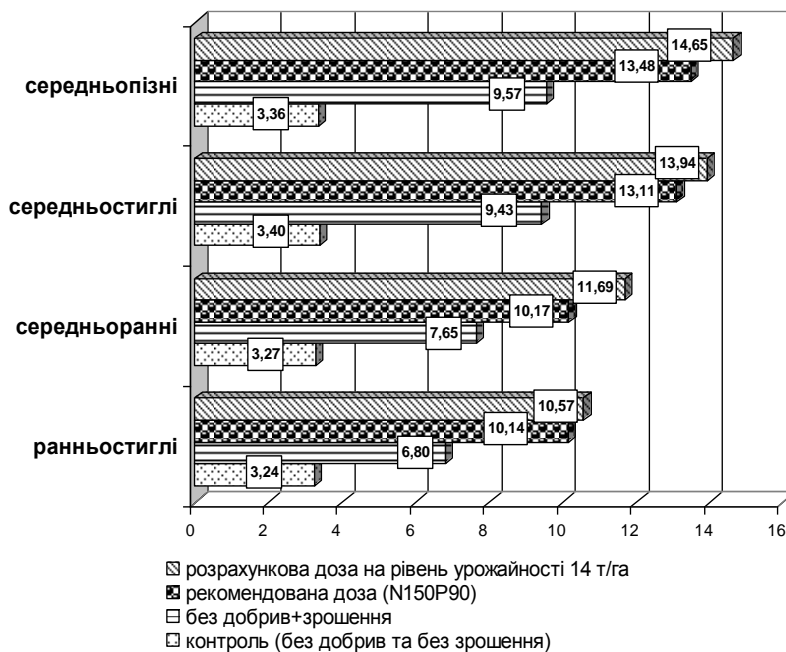 14,65
13,48
середньопізні
9,57
3,36
13,94
13,11
середньостиглі
9,43
3,40
11,69
10,17
середньоранні
7,65
3,27
10,57
10,14
ранньостиглі
6,80
3,24
0 2 4 6 8 10 12 14 16
розрахункова доза на рівень урожайності 14 т/га
рекомендована доза (N150P90)
без добрив+зрошення
контроль (без добрив та без зрошення)